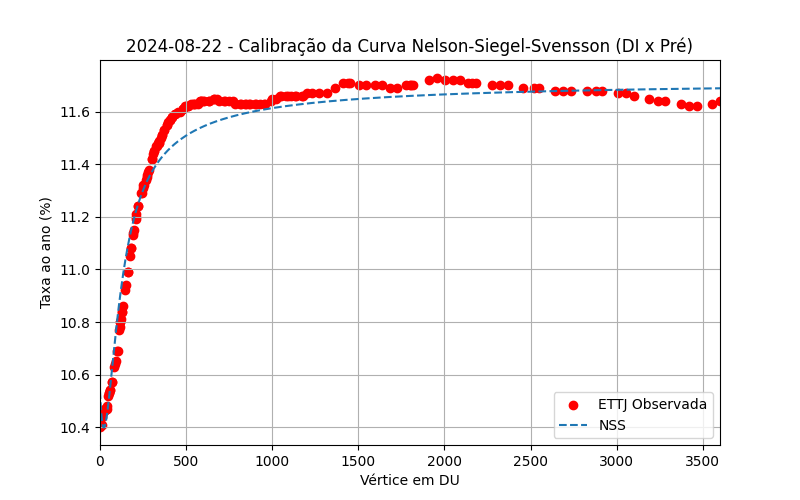 2024-08-22 - Calibração da Curva Nelson-Siegel-Svensson (DI x Pré)
Taxa ao ano (%)
11.6
11.4
11.2
11.0
10.8
10.6
10.4
0 500 1000 1500 2000 2500 3000 3500
Vértice em DU
ETTJ Observada
NSS